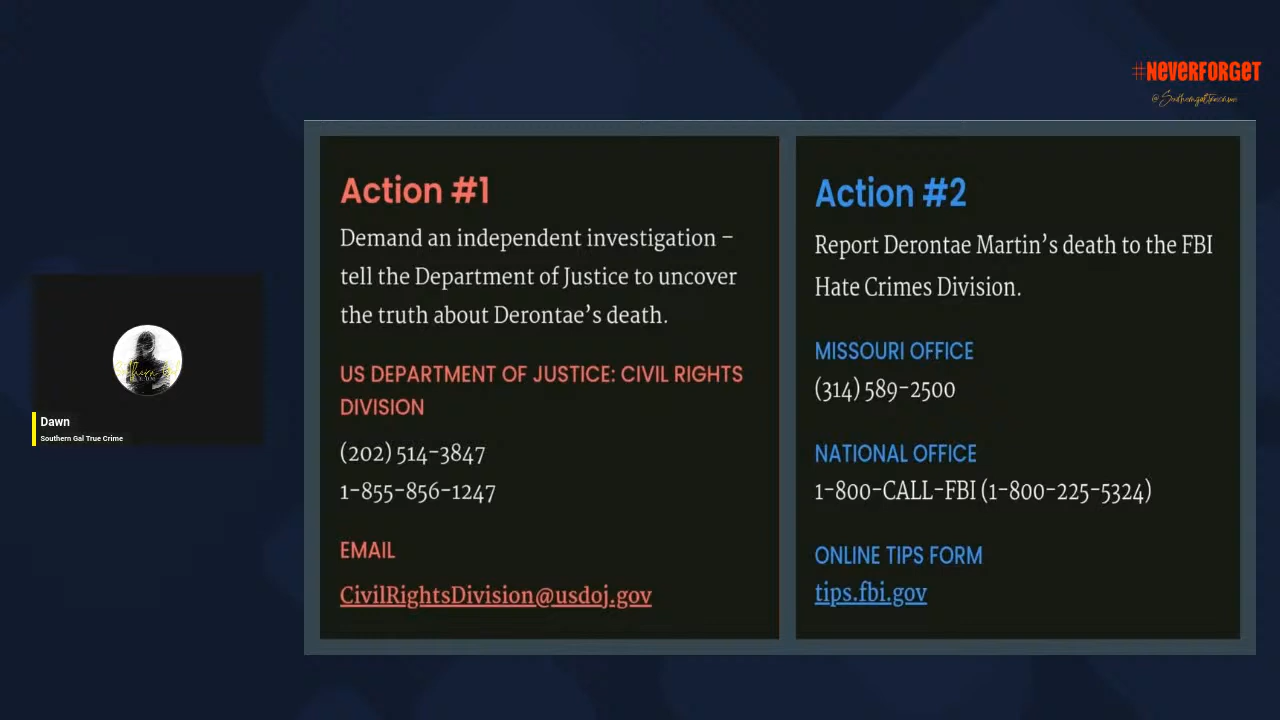 #NEVERFORGET
@Southerngaltruecrime
Action #1
Demand an independent investigation –
tell the Department of Justice to uncover
the truth about Derontae’s death.
US DEPARTMENT OF JUSTICE: CIVIL RIGHTS
DIVISION
(202) 514-3847
1-855-856-1247
EMAIL
CivilRightsDivision@usdoj.gov
Action #2
Report Derontae Martin’s death to the FBI
Hate Crimes Division.
MISSOURI OFFICE
(314) 589-2500
NATIONAL OFFICE
1-800-CALL-FBI (1-800-225-5324)
ONLINE TIPS FORM
tips.fbi.gov
Dawn
Southern Gal True Crime